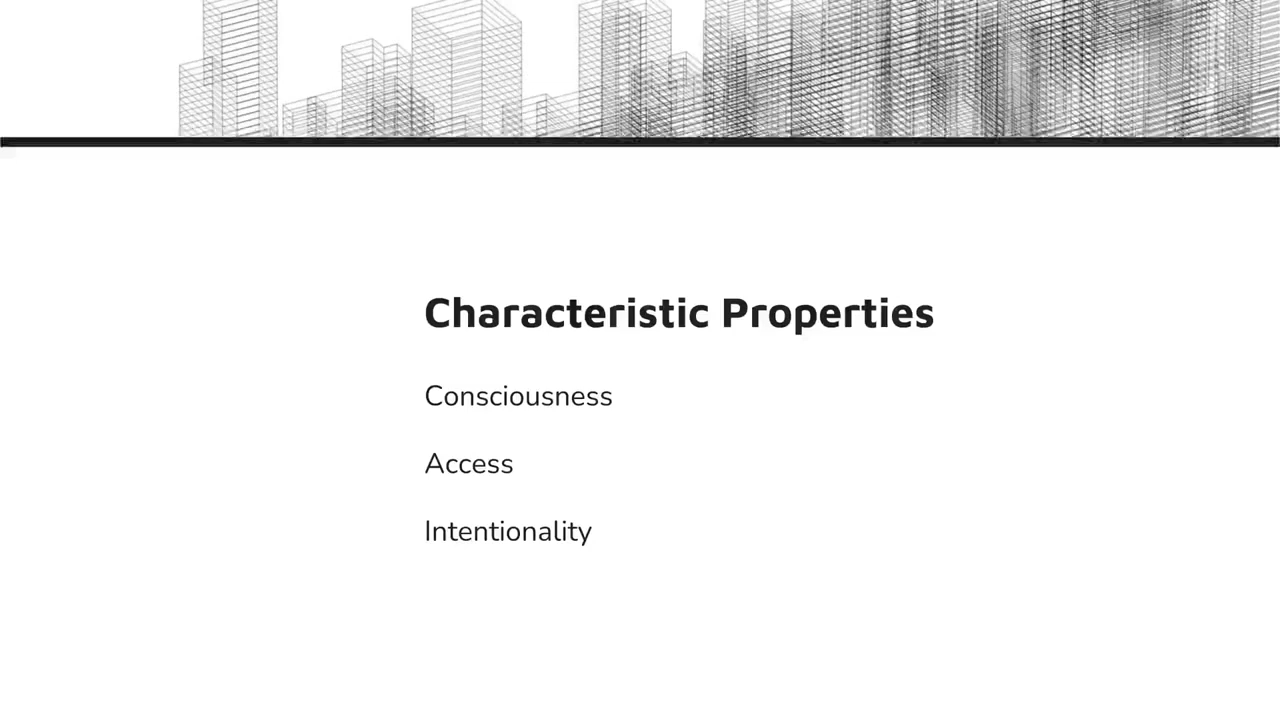 Characteristic Properties
Consciousness
Access
Intentionality